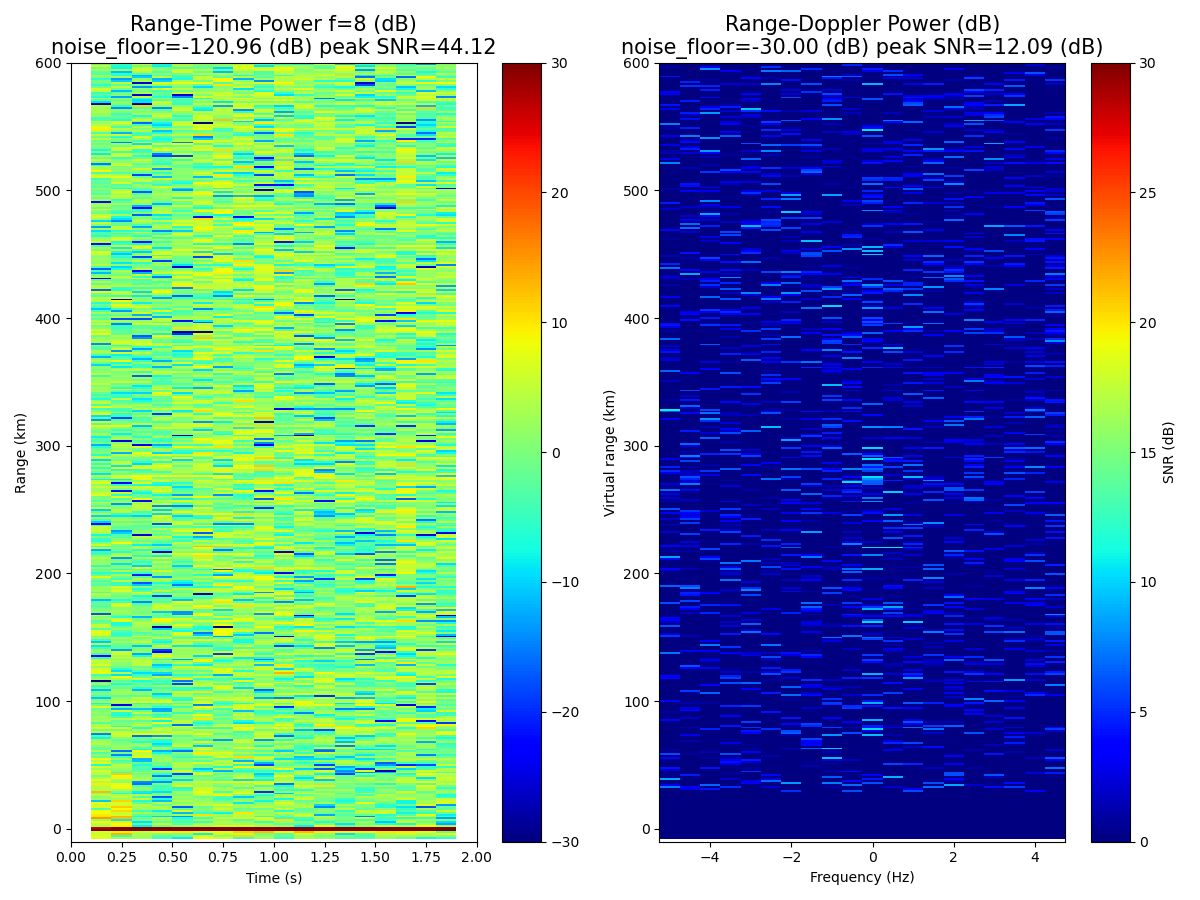 Range-Time Power f=8 (dB)
noise_floor=-120.96 (dB) peak SNR=44.12
600
500
400
300
200
100
0
Range (km)
0.00 0.25 0.50 0.75 1.00 1.25 1.50 1.75 2.00
Time (s)
30
20
10
0
−10
−20
−30
Range-Doppler Power (dB)
noise_floor=-30.00 (dB) peak SNR=12.09 (dB)
600
500
400
300
200
100
0
Virtual range (km)
−4 −2 0 2 4
Frequency (Hz)
30
25
20
15
10
5
0
SNR (dB)